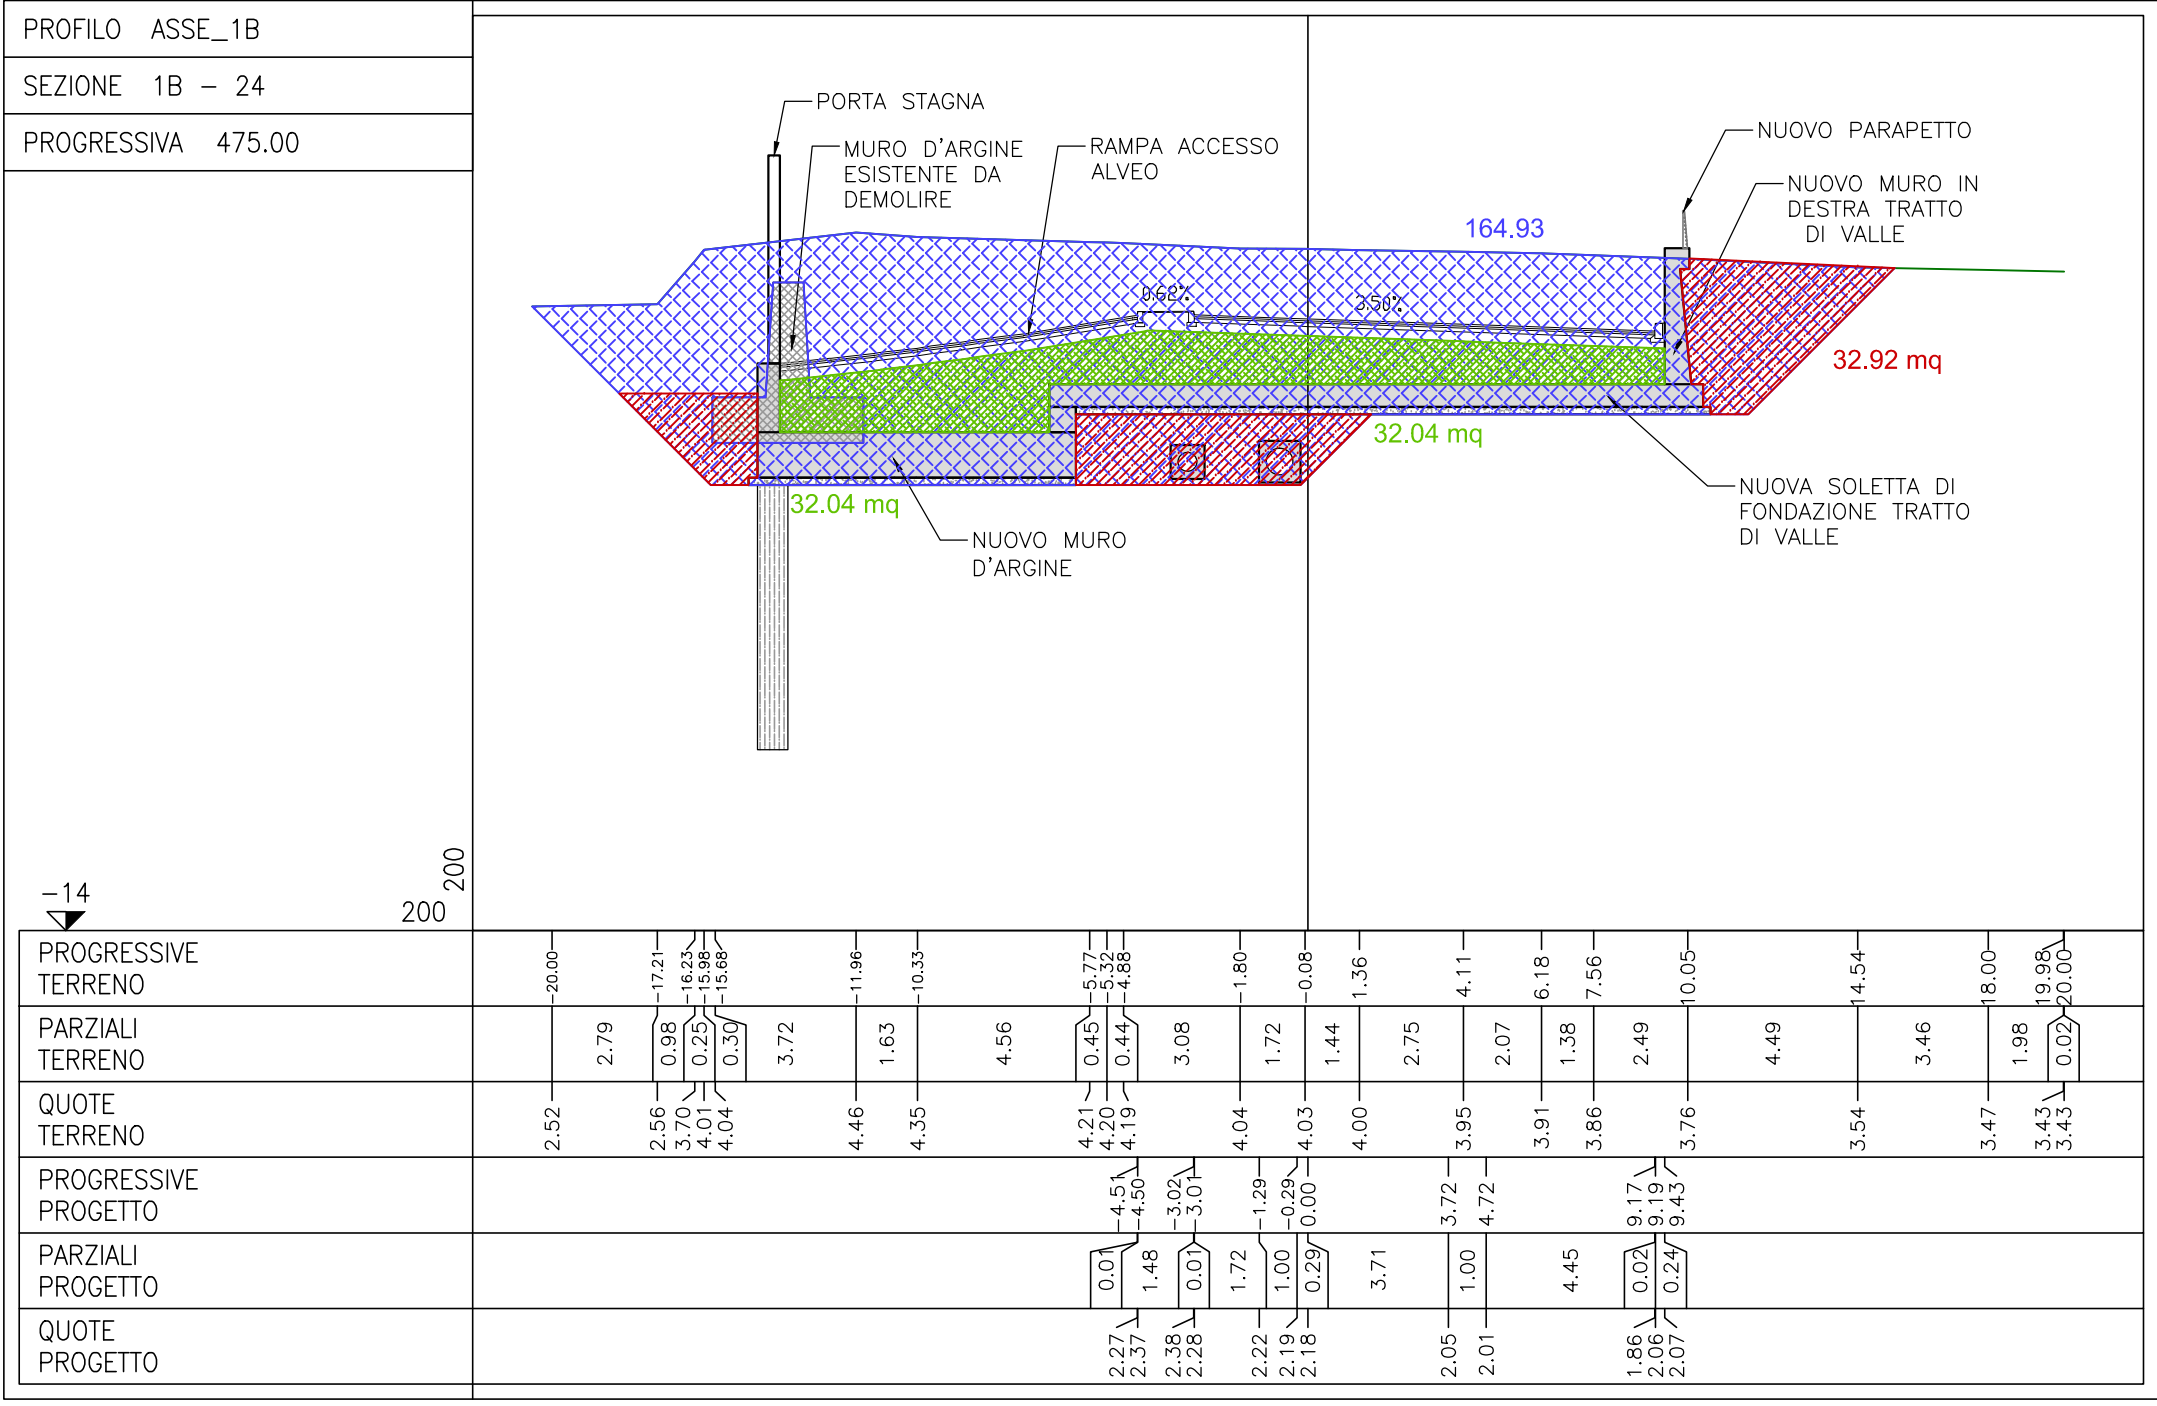 PROFILO ASSE_1B
SEZIONE 1B - 24
PROGRESSIVA 475.00
PORTA STAGNA
MURO D'ARGINE
ESISTENTE DA
DEMOLIRE
RAMPA ACCESSO
ALVEO
164.93
NUOVO PARAPETTO
NUOVO MURO IN
DESTRA TRATTO
DI VALLE
0.62%
3.50%
32.92 mq
32.04 mq
32.04 mq
NUOVO MURO
D'ARGINE
NUOVA SOLETTA DI
FONDAZIONE TRATTO
DI VALLE
-14
200
200
PROGRESSIVE
TERRENO
-20.00 -17.21 -16.23 -15.98 -15.68 -11.96 -10.33 -5.77 -5.32 -4.88 -1.80 -0.08 1.36 4.11 6.18 7.56 10.05 14.54 18.00 19.98 20.00
PARZIALI
TERRENO
2.79 0.98 0.25 0.30 3.72 1.63 4.56 0.45 0.44 3.08 1.72 1.44 2.75 2.07 1.38 2.49 4.49 3.46 1.98 0.02
QUOTE
TERRENO
2.52 2.56 3.70 4.01 4.04 4.46 4.35 4.21 4.20 4.19 4.04 4.03 4.00 3.95 3.91 3.86 3.76 3.54 3.47 3.43 3.43
PROGRESSIVE
PROGETTO
-4.51 -4.50 -3.02 -3.01 -1.29 -0.29 0.00 3.72 4.72 9.17 9.19 9.43
PARZIALI
PROGETTO
0.01 1.48 0.01 1.72 1.00 0.29 3.71 1.00 4.45 0.02 0.24
QUOTE
PROGETTO
2.27 2.37 2.38 2.28 2.22 2.19 2.18 2.05 2.01 1.86 2.06 2.07